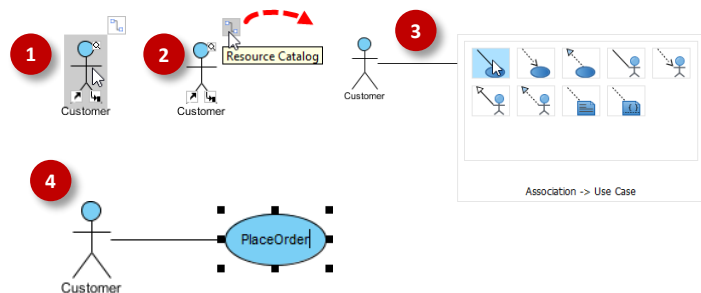 1
Customer
2
Resource Catalog
Customer
3
Customer
Association -> Use Case
4
PlaceOrder
Customer